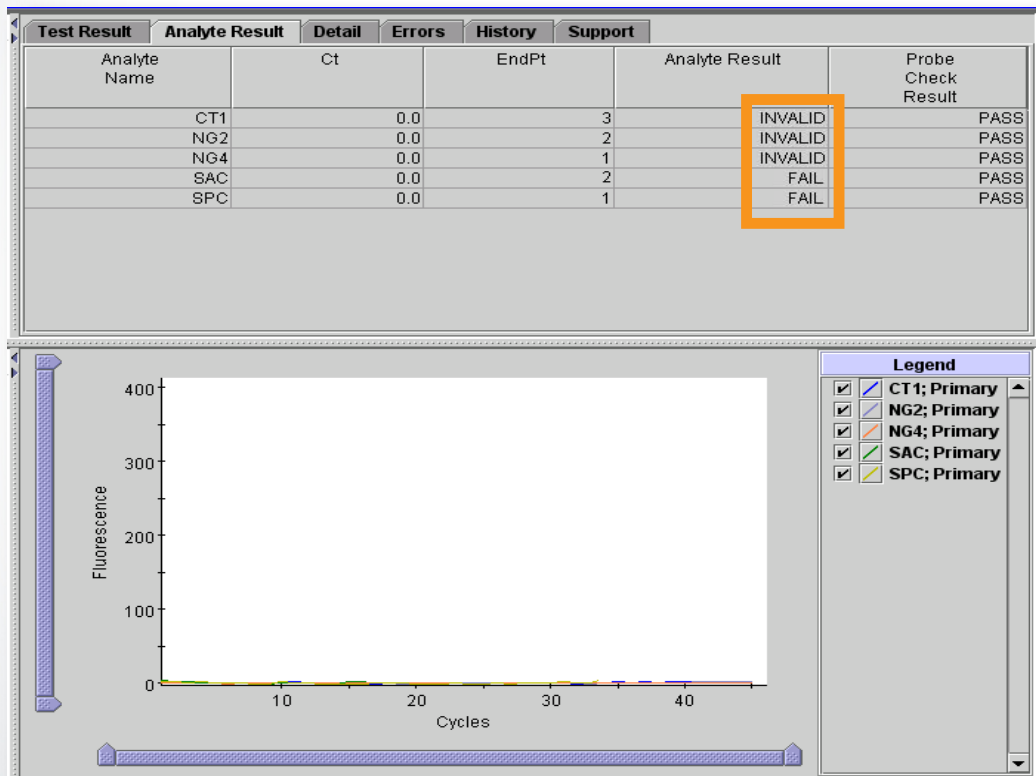 Test Result Analyte Result Detail Errors History Support
Analyte Name Ct EndPt Analyte Result Probe Check Result
CT1 0.0 3 INVALID PASS
NG2 0.0 2 INVALID PASS
NG4 0.0 1 INVALID PASS
SAC 0.0 2 FAIL PASS
SPC 0.0 1 FAIL PASS
Legend
CT1; Primary
NG2; Primary
NG4; Primary
SAC; Primary
SPC; Primary
400
300
200
100
0
Fluorescence
10 20 30 40
Cycles